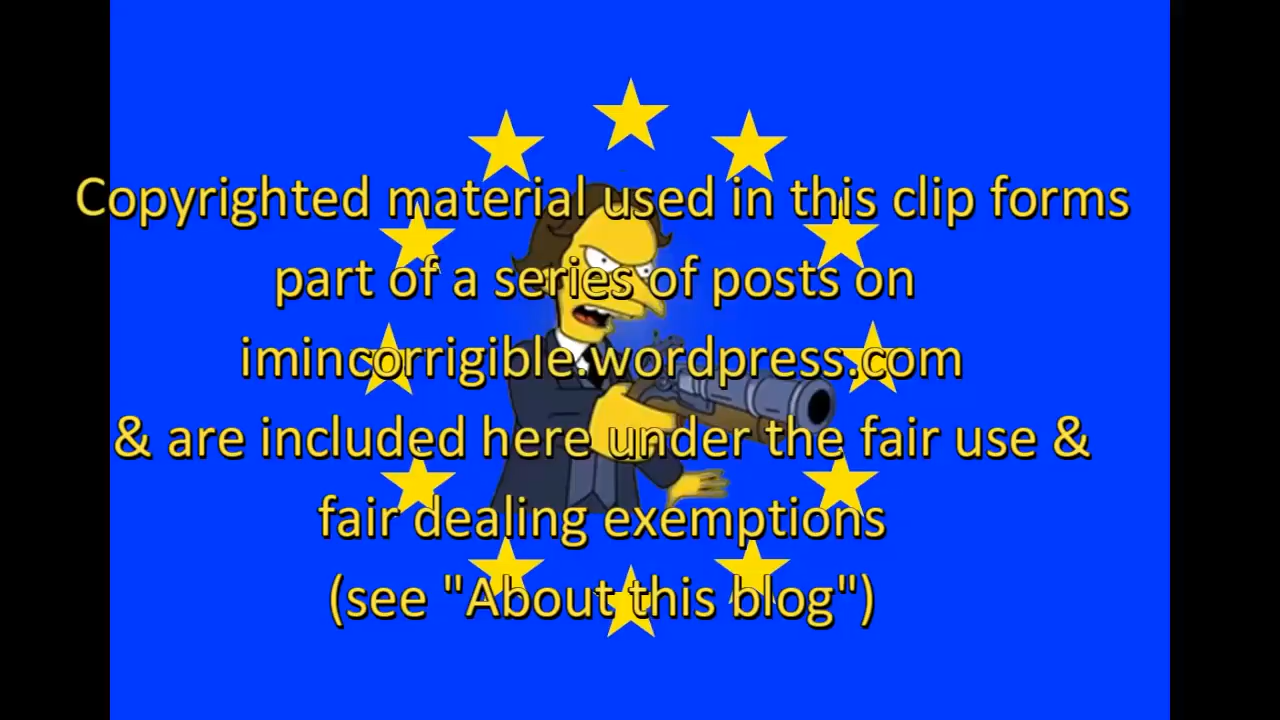 Copyrighted material used in this clip forms
part of a series of posts on
imincorrigible.wordpress.com
& are included here under the fair use &
fair dealing exemptions
(see "About this blog")